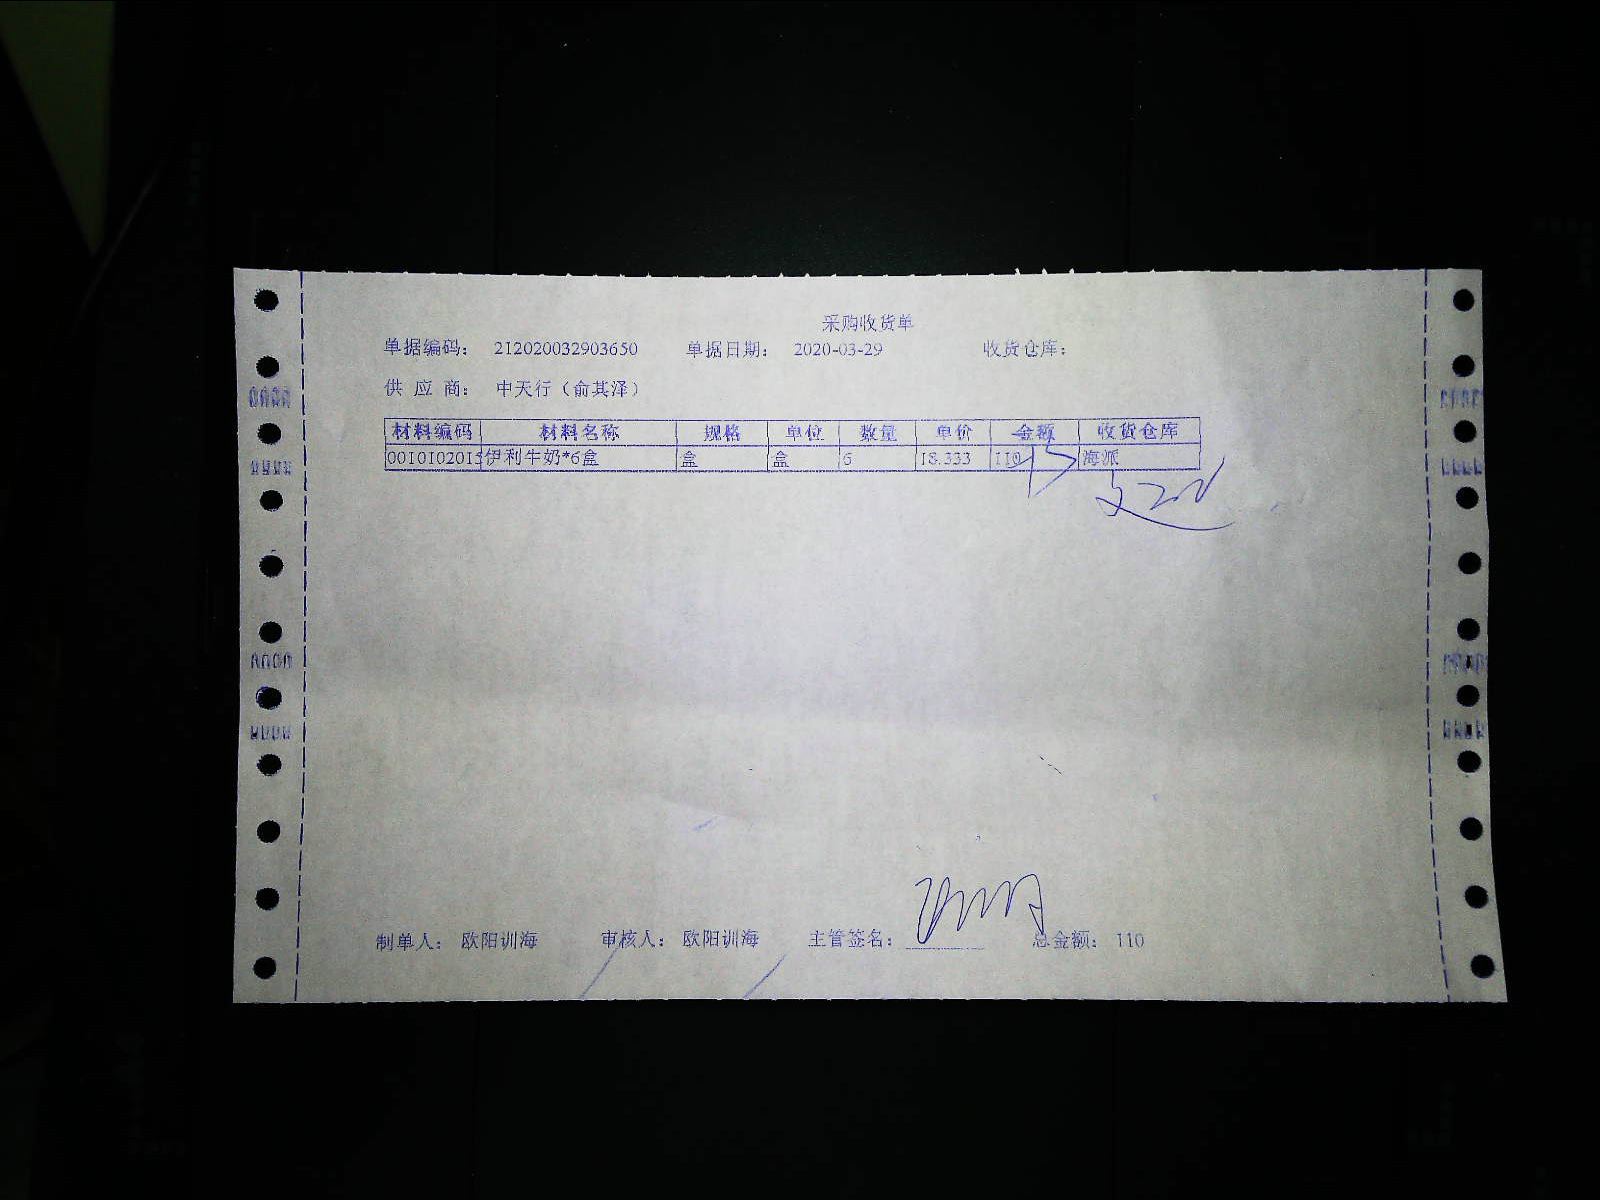 采购收货单
单据编码： 212020032903650 单据日期： 2020-03-29 收货仓库：
供 应 商： 中天行（俞其泽）
材料编码 材料名称 规格 单位 数量 单价 金额 收货仓库
0010102015 伊利牛奶*6盒 盒 盒 6 18.333 110 海派
制单人： 欧阳训海 审核人： 欧阳训海 主管签名： 总金额： 110